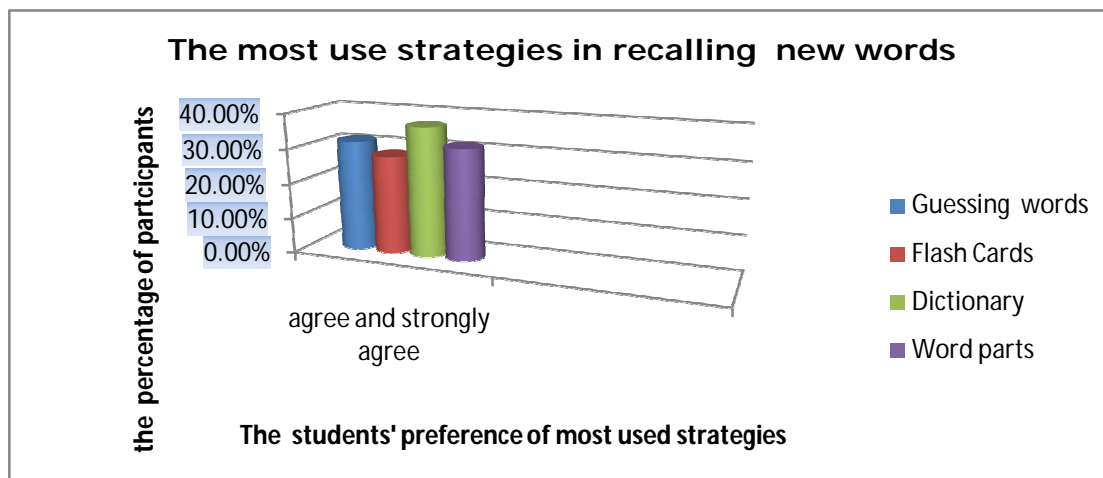 The most use strategies in recalling new words
the percentage of partcicpants
40.00%
30.00%
20.00%
10.00%
0.00%
agree and strongly
agree
The students' preference of most used strategies
Guessing words
Flash Cards
Dictionary
Word parts